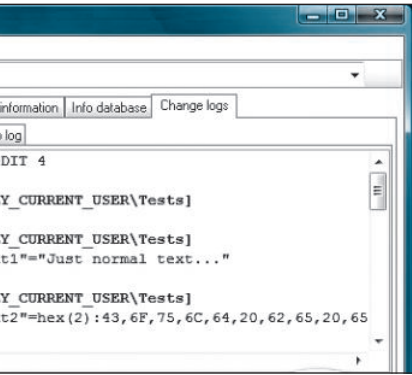 information Info database Change logs
log
DIT 4
Y_CURRENT_USER\Tests]
Y_CURRENT_USER\Tests]
t1"="Just normal text..."
Y_CURRENT_USER\Tests]
t2"=hex(2):43,6F,75,6C,64,20,62,65,20,65